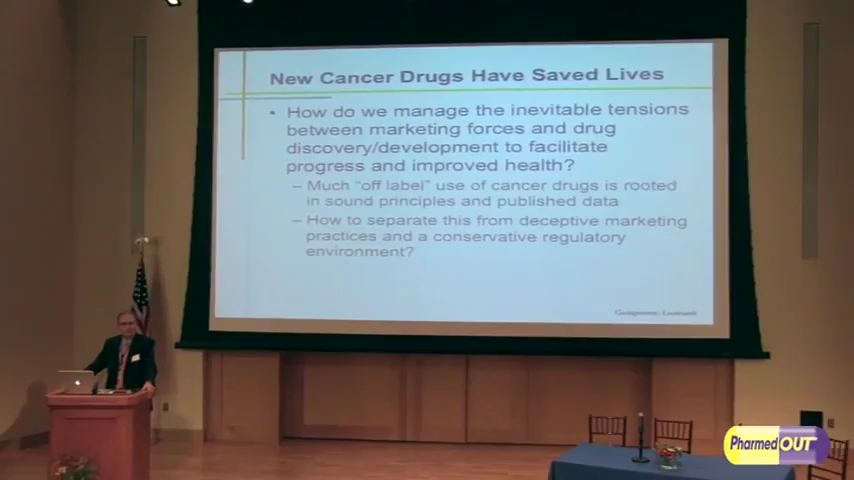 New Cancer Drugs Have Saved Lives
• How do we manage the inevitable tensions
between marketing forces and drug
discovery/development to facilitate
progress and improved health?
– Much “off label” use of cancer drugs is rooted
in sound principles and published data
– How to separate this from deceptive marketing
practices and a conservative regulatory
environment?
Georgetown | Lombardi
PharmedOUT